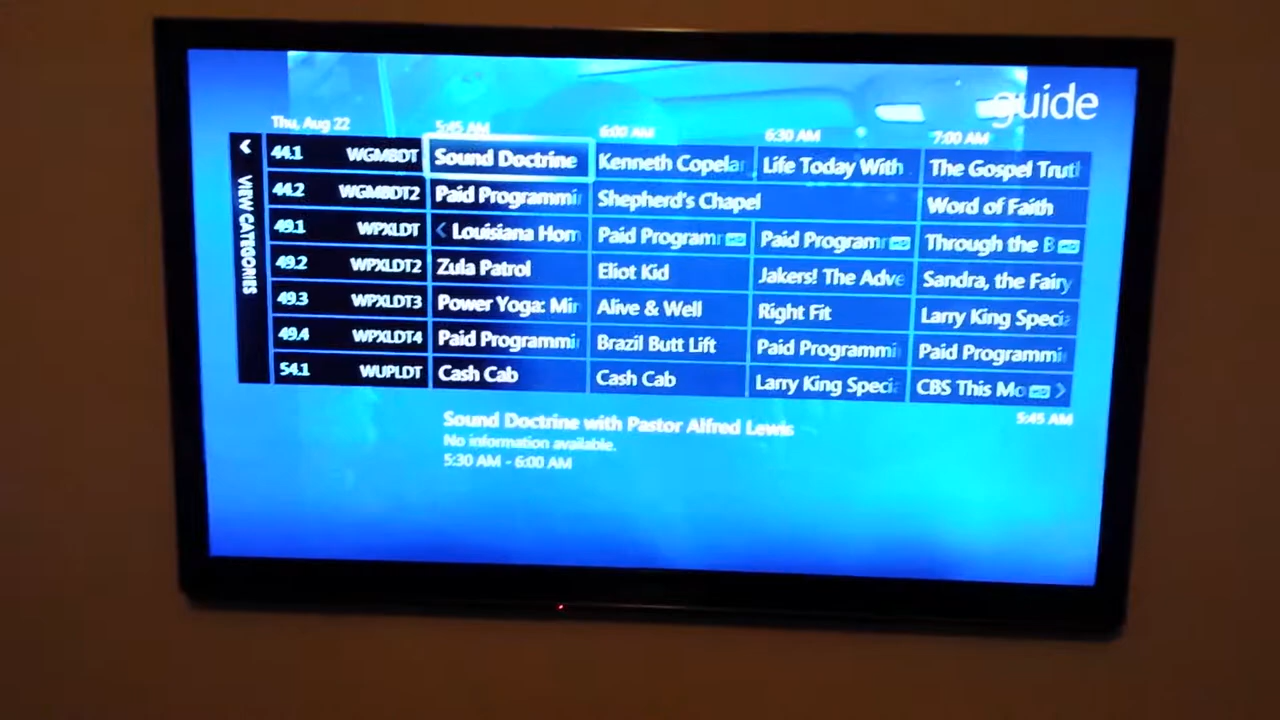 guide
Thu, Aug 22 5:45 AM 6:00 AM 6:30 AM 7:00 AM
VIEW CATEGORIES
44.1 WGMBDT Sound Doctrine Kenneth Copelar Life Today With The Gospel Trut
44.2 WGMBDT2 Paid Programmi Shepherd's Chapel Word of Faith
49.1 WPXLDT Louisiana Hom Paid Programr Paid Programr Through the B
49.2 WPXLDT2 Zula Patrol Eliot Kid Jakers! The Adve Sandra, the Fairy
49.3 WPXLDT3 Power Yoga: Mir Alive & Well Right Fit Larry King Specia
49.4 WPXLDT4 Paid Programmi Brazil Butt Lift Paid Programmi Paid Programmi
54.1 WUPLDT Cash Cab Cash Cab Larry King Speci CBS This Mo
5:45 AM
Sound Doctrine with Pastor Alfred Lewis
No information available.
5:30 AM - 6:00 AM